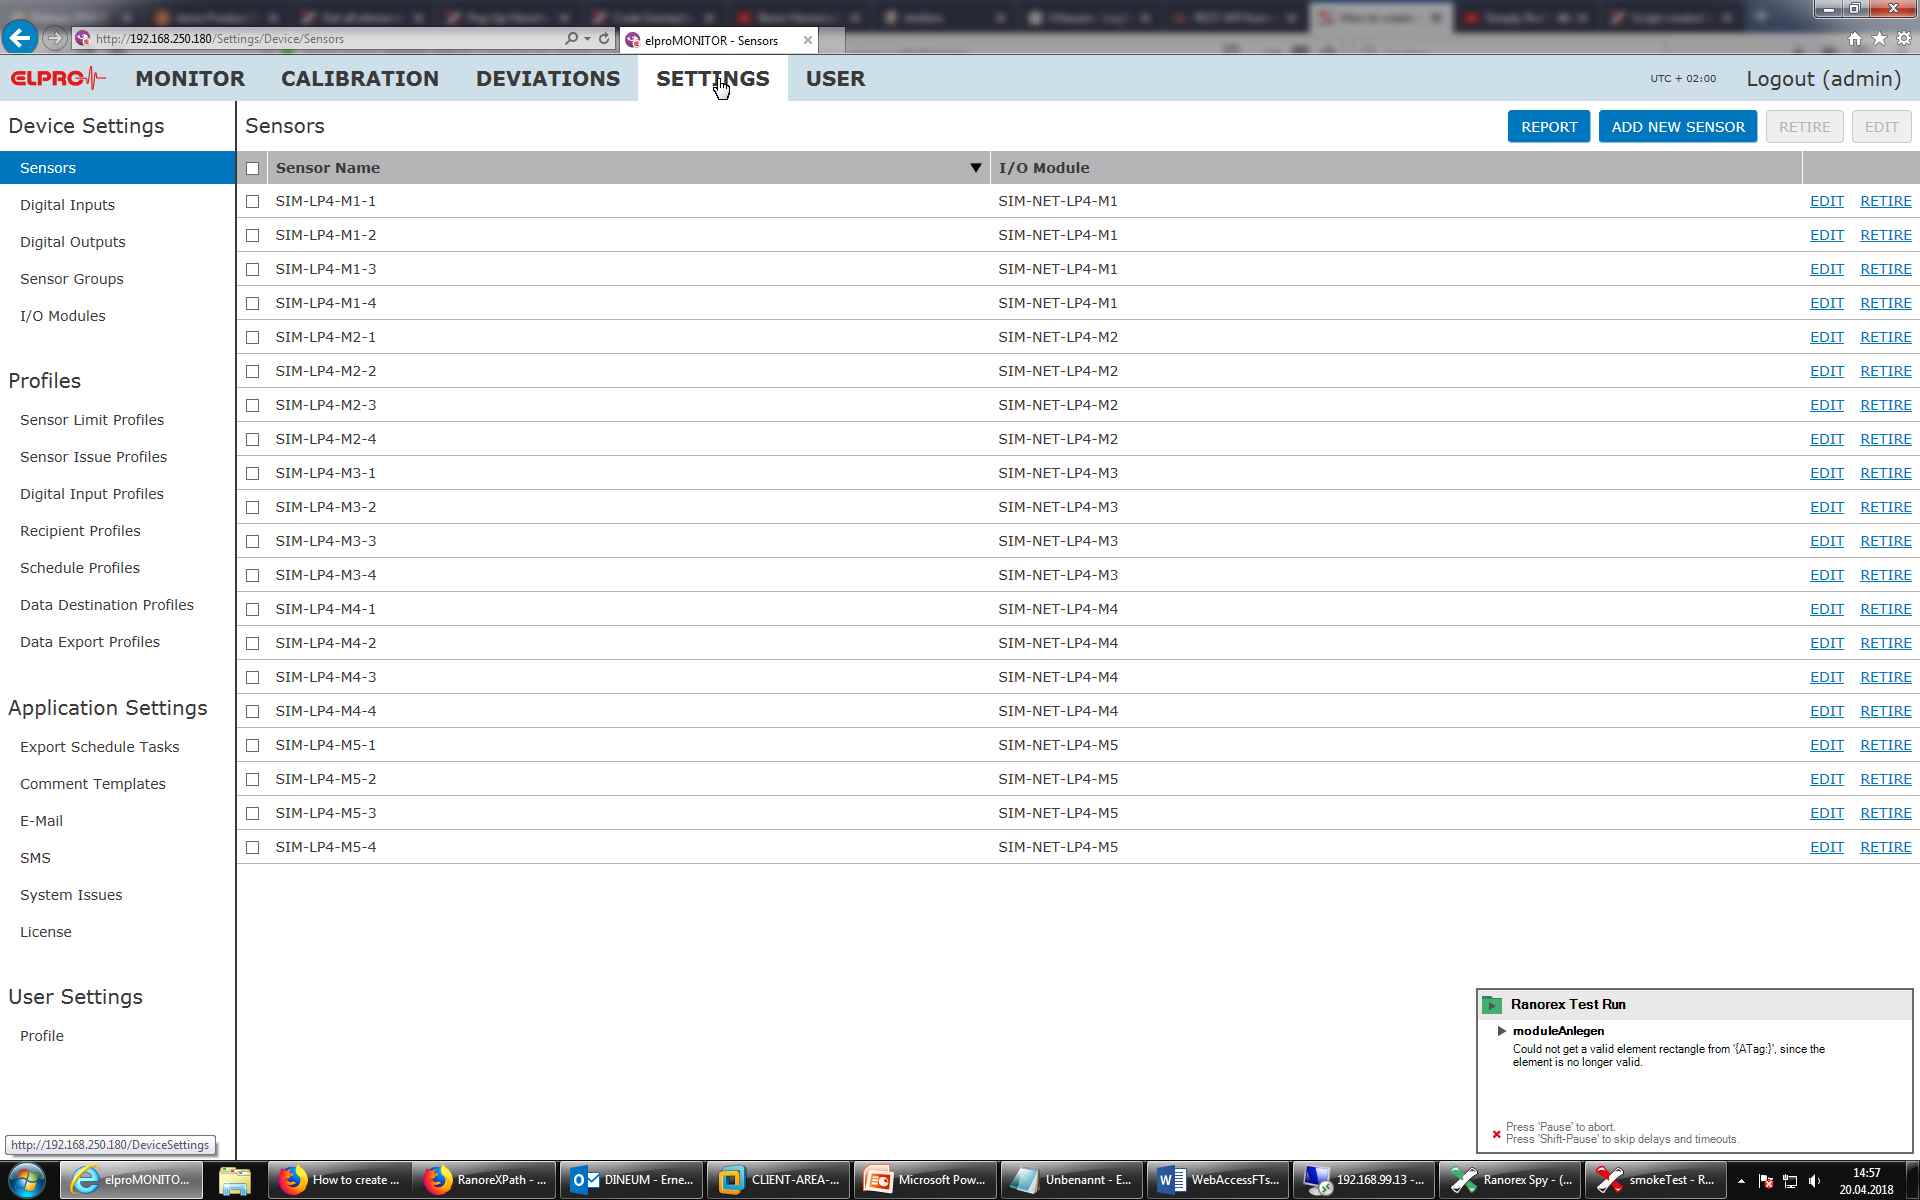 http://192.168.250.180/Settings/Device/Sensors
elproMONITOR - Sensors
ELPRO
MONITOR
CALIBRATION
DEVIATIONS
SETTINGS
USER
UTC + 02:00
Logout (admin)
Device Settings
Sensors
Digital Inputs
Digital Outputs
Sensor Groups
I/O Modules
Profiles
Sensor Limit Profiles
Sensor Issue Profiles
Digital Input Profiles
Recipient Profiles
Schedule Profiles
Data Destination Profiles
Data Export Profiles
Application Settings
Export Schedule Tasks
Comment Templates
E-Mail
SMS
System Issues
License
User Settings
Profile
http://192.168.250.180/DeviceSettings
Sensors
REPORT
ADD NEW SENSOR
RETIRE
EDIT
Sensor Name I/O Module
SIM-LP4-M1-1 SIM-NET-LP4-M1 EDIT RETIRE
SIM-LP4-M1-2 SIM-NET-LP4-M1 EDIT RETIRE
SIM-LP4-M1-3 SIM-NET-LP4-M1 EDIT RETIRE
SIM-LP4-M1-4 SIM-NET-LP4-M1 EDIT RETIRE
SIM-LP4-M2-1 SIM-NET-LP4-M2 EDIT RETIRE
SIM-LP4-M2-2 SIM-NET-LP4-M2 EDIT RETIRE
SIM-LP4-M2-3 SIM-NET-LP4-M2 EDIT RETIRE
SIM-LP4-M2-4 SIM-NET-LP4-M2 EDIT RETIRE
SIM-LP4-M3-1 SIM-NET-LP4-M3 EDIT RETIRE
SIM-LP4-M3-2 SIM-NET-LP4-M3 EDIT RETIRE
SIM-LP4-M3-3 SIM-NET-LP4-M3 EDIT RETIRE
SIM-LP4-M3-4 SIM-NET-LP4-M3 EDIT RETIRE
SIM-LP4-M4-1 SIM-NET-LP4-M4 EDIT RETIRE
SIM-LP4-M4-2 SIM-NET-LP4-M4 EDIT RETIRE
SIM-LP4-M4-3 SIM-NET-LP4-M4 EDIT RETIRE
SIM-LP4-M4-4 SIM-NET-LP4-M4 EDIT RETIRE
SIM-LP4-M5-1 SIM-NET-LP4-M5 EDIT RETIRE
SIM-LP4-M5-2 SIM-NET-LP4-M5 EDIT RETIRE
SIM-LP4-M5-3 SIM-NET-LP4-M5 EDIT RETIRE
SIM-LP4-M5-4 SIM-NET-LP4-M5 EDIT RETIRE
Ranorex Test Run
moduleAnlegen
Could not get a valid element rectangle from '{ATag:}', since the
element is no longer valid.
Press 'Pause' to abort.
Press 'Shift-Pause' to skip delays and timeouts.
elproMONITO...
How to create ...
RanoreXPath - ...
DINEUM - Erne...
CLIENT-AREA-...
Microsoft Pow...
Unbenannt - E...
WebAccessFTs...
192.168.99.13 -...
Ranorex Spy - (...
smokeTest - R...
14:57
20.04.2018